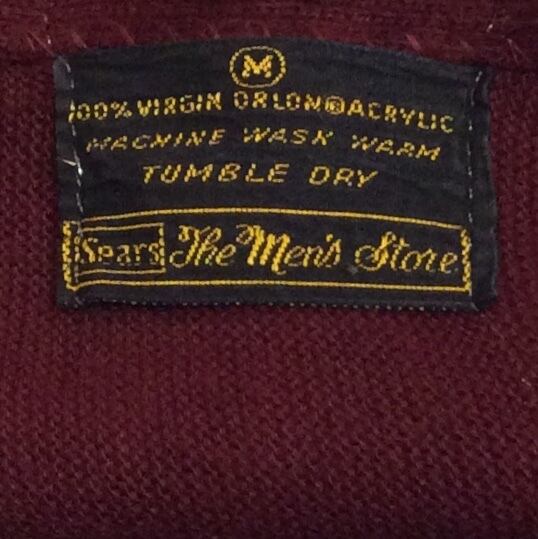 M
100% VIRGIN ORLON® ACRYLIC
MACHINE WASH WARM
TUMBLE DRY
Sears The Men's Store